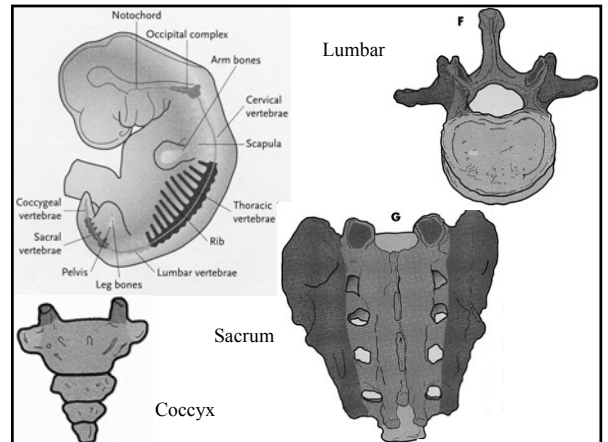 Notochord
Occipital complex
Arm bones
Cervical
vertebrae
Scapula
Thoracic
vertebrae
Rib
Lumbar vertebrae
Leg bones
Pelvis
Sacral
vertebrae
Coccygeal
vertebrae
Lumbar
F
G
Sacrum
Coccyx